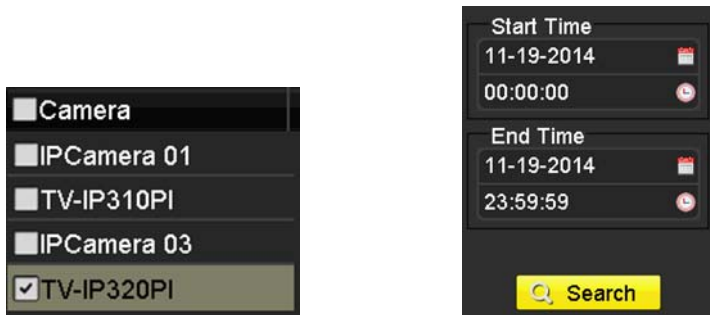 Camera
IPCamera 01
TV-IP310PI
IPCamera 03
TV-IP320PI
Start Time
11-19-2014
00:00:00
End Time
11-19-2014
23:59:59
Search